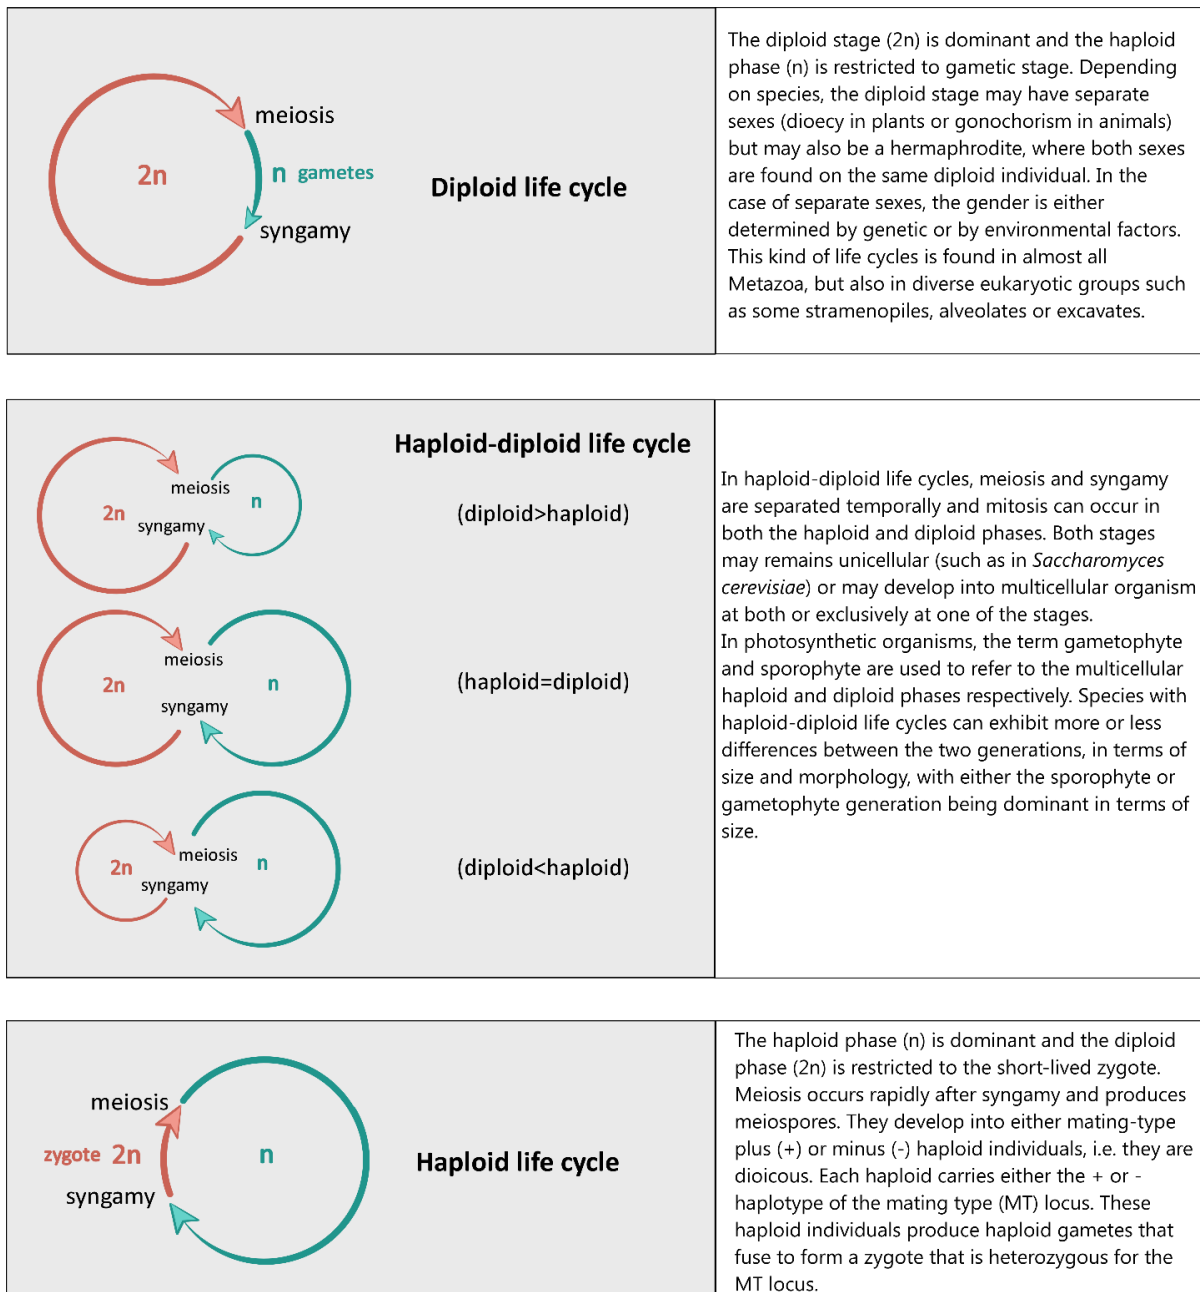 meiosis
2n
n gametes
syngamy
Diploid life cycle
The diploid stage (2n) is dominant and the haploid
phase (n) is restricted to gametic stage. Depending
on species, the diploid stage may have separate
sexes (dioecy in plants or gonochorism in animals)
but may also be a hermaphrodite, where both sexes
are found on the same diploid individual. In the
case of separate sexes, the gender is either
determined by genetic or by environmental factors.
This kind of life cycles is found in almost all
Metazoa, but also in diverse eukaryotic groups such
as some stramenopiles, alveolates or excavates.
Haploid-diploid life cycle
meiosis
2n
n
syngamy
(diploid>haploid)
meiosis
2n
n
syngamy
(haploid=diploid)
meiosis
2n
n
syngamy
(diploid<haploid)
In haploid-diploid life cycles, meiosis and syngamy
are separated temporally and mitosis can occur in
both the haploid and diploid phases. Both stages
may remains unicellular (such as in Saccharomyces
cerevisiae) or may develop into multicellular organism
at both or exclusively at one of the stages.
In photosynthetic organisms, the term gametophyte
and sporophyte are used to refer to the multicellular
haploid and diploid phases respectively. Species with
haploid-diploid life cycles can exhibit more or less
differences between the two generations, in terms of
size and morphology, with either the sporophyte or
gametophyte generation being dominant in terms of
size.
meiosis
zygote 2n
n
syngamy
Haploid life cycle
The haploid phase (n) is dominant and the diploid
phase (2n) is restricted to the short-lived zygote.
Meiosis occurs rapidly after syngamy and produces
meiospores. They develop into either mating-type
plus (+) or minus (-) haploid individuals, i.e. they are
dioicous. Each haploid carries either the + or -
haplotype of the mating type (MT) locus. These
haploid individuals produce haploid gametes that
fuse to form a zygote that is heterozygous for the
MT locus.